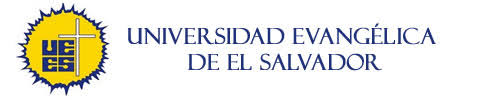 UE
ES
UNIVERSIDAD EVANGÉLICA
DE EL SALVADOR